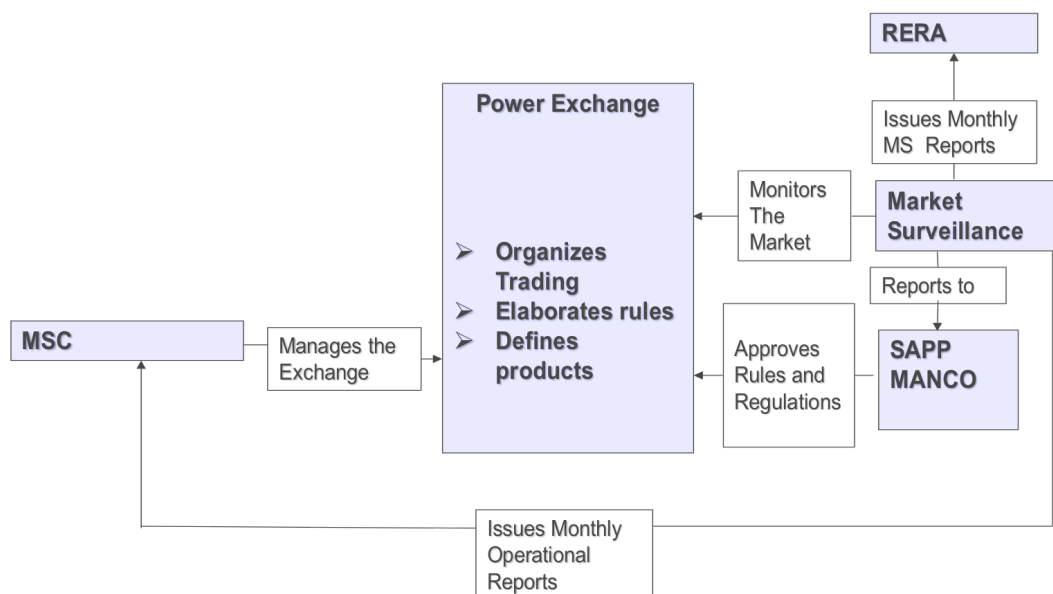 RERA
Power Exchange
Issues Monthly
MS Reports
Monitors
The
Market
Market
Surveillance
➢ Organizes
Trading
➢ Elaborates rules
➢ Defines
products
Reports to
MSC
Manages the
Exchange
Approves
Rules and
Regulations
SAPP
MANCO
Issues Monthly
Operational
Reports